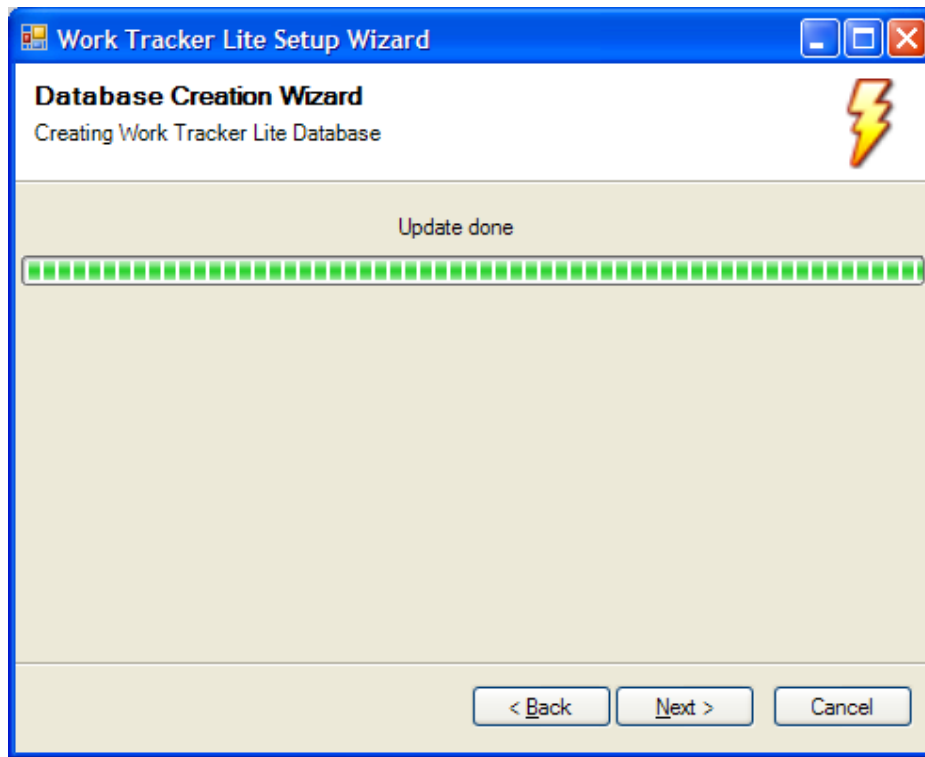 Work Tracker Lite Setup Wizard
Database Creation Wizard
Creating Work Tracker Lite Database
Update done
< Back
Next >
Cancel